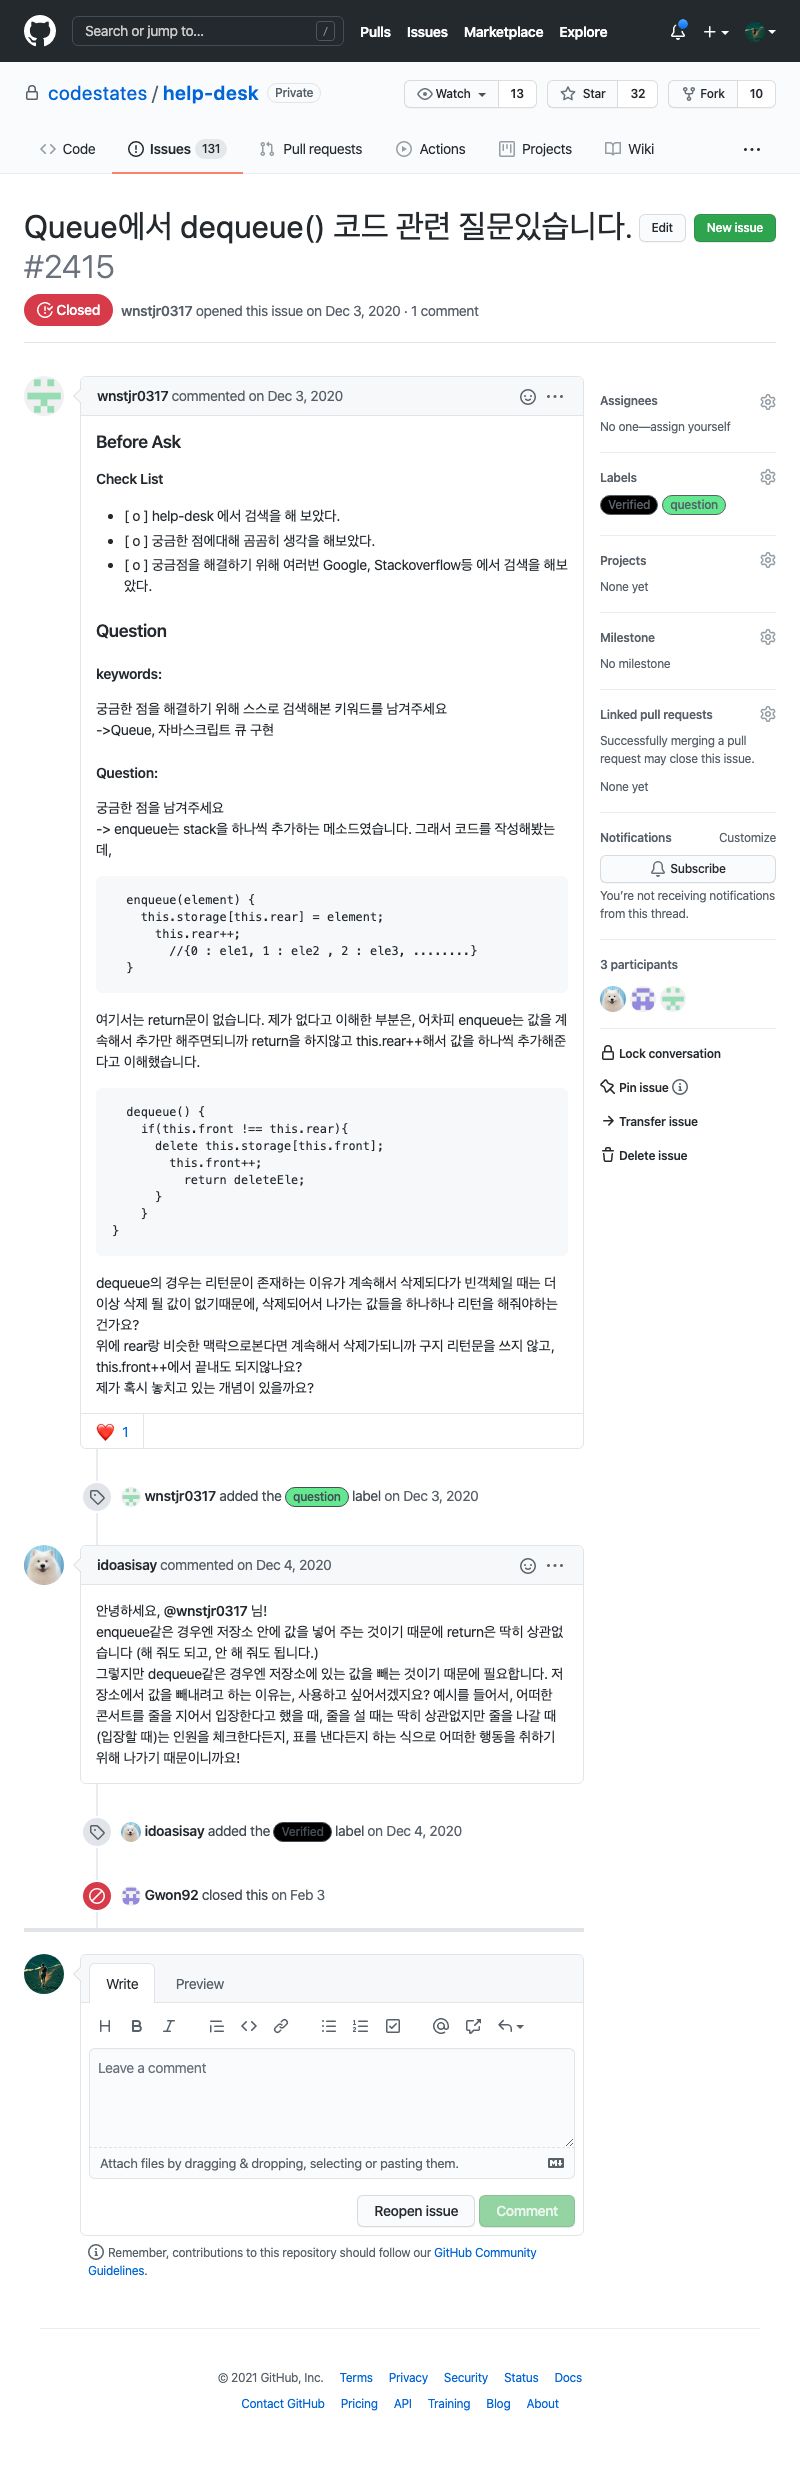 Search or jump to... /
Pulls Issues Marketplace Explore
codestates / help-desk Private
Watch 13 Star 32 Fork 10
Code Issues 131 Pull requests Actions Projects Wiki ...
Queue에서 dequeue() 코드 관련 질문있습니다.
#2415
Edit New issue
Closed wnstjr0317 opened this issue on Dec 3, 2020 · 1 comment
wnstjr0317 commented on Dec 3, 2020
Before Ask
Check List
• [ o ] help-desk 에서 검색을 해 보았다.
• [ o ] 궁금한 점에대해 곰곰히 생각을 해보았다.
• [ o ] 궁금점을 해결하기 위해 여러번 Google, Stackoverflow등 에서 검색을 해보
았다.
Question
keywords:
궁금한 점을 해결하기 위해 스스로 검색해본 키워드를 남겨주세요
->Queue, 자바스크립트 큐 구현
Question:
궁금한 점을 남겨주세요
-> enqueue는 stack을 하나씩 추가하는 메소드였습니다. 그래서 코드를 작성해봤는
데,
enqueue(element) {
this.storage[this.rear] = element;
this.rear++;
//{0 : ele1, 1 : ele2 , 2 : ele3, ........}
}
여기서는 return문이 없습니다. 제가 없다고 이해한 부분은, 어차피 enqueue는 값을 계
속해서 추가만 해주면되니까 return을 하지않고 this.rear++해서 값을 하나씩 추가해준
다고 이해했습니다.
dequeue() {
if(this.front !== this.rear){
delete this.storage[this.front];
this.front++;
return deleteEle;
}
}
}
dequeue의 경우는 리턴문이 존재하는 이유가 계속해서 삭제되다가 빈객체일 때는 더
이상 삭제 될 값이 없기때문에, 삭제되어서 나가는 값들을 하나하나 리턴을 해줘야하는
건가요?
위에 rear랑 비슷한 맥락으로본다면 계속해서 삭제가되니까 구지 리턴문을 쓰지 않고,
this.front++에서 끝내도 되지않나요?
제가 혹시 놓치고 있는 개념이 있을까요?
❤️ 1
wnstjr0317 added the question label on Dec 3, 2020
idoasisay commented on Dec 4, 2020
안녕하세요, @wnstjr0317 님!
enqueue같은 경우엔 저장소 안에 값을 넣어 주는 것이기 때문에 return은 딱히 상관없
습니다 (해 줘도 되고, 안 해 줘도 됩니다.)
그렇지만 dequeue같은 경우엔 저장소에 있는 값을 빼는 것이기 때문에 필요합니다. 저
장소에서 값을 빼내려고 하는 이유는, 사용하고 싶어서겠지요? 예시를 들어서, 어떠한
콘서트를 줄을 지어서 입장한다고 했을 때, 줄을 설 때는 딱히 상관없지만 줄을 나갈 때
(입장할 때)는 인원을 체크한다든지, 표를 낸다든지 하는 식으로 어떠한 행동을 취하기
위해 나가기 때문이니까요!
idoasisay added the Verified label on Dec 4, 2020
Gwon92 closed this on Feb 3
Write Preview
Leave a comment
Attach files by dragging & dropping, selecting or pasting them.
Reopen issue Comment
Remember, contributions to this repository should follow our GitHub Community
Guidelines.
Assignees
No one—assign yourself
Labels
Verified question
Projects
None yet
Milestone
No milestone
Linked pull requests
Successfully merging a pull
request may close this issue.
None yet
Notifications Customize
Subscribe
You're not receiving notifications
from this thread.
3 participants
Lock conversation
Pin issue
Transfer issue
Delete issue
© 2021 GitHub, Inc. Terms Privacy Security Status Docs
Contact GitHub Pricing API Training Blog About